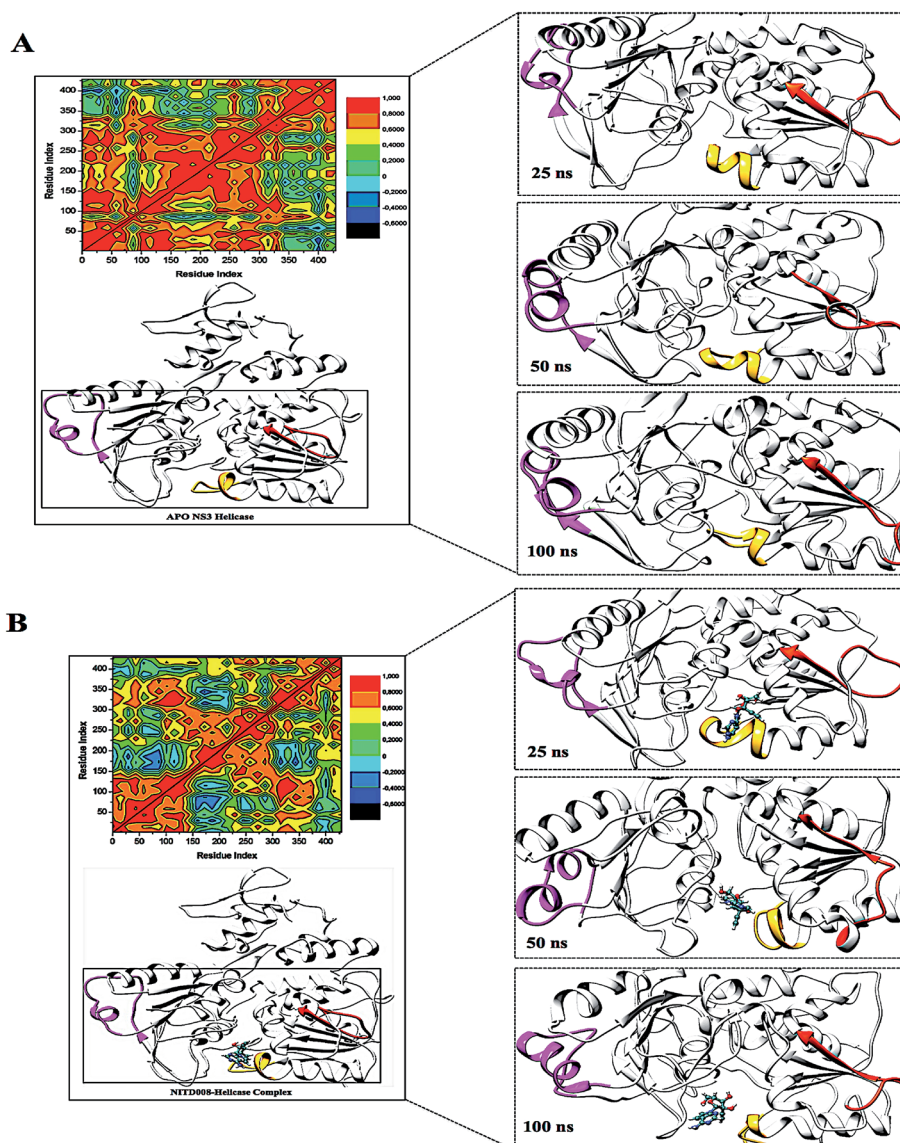 A
400
350
300
250
200
150
100
50
Residue Index
50 100 150 200 250 300 350 400
Residue Index
1,000
0,8000
0,6000
0,4000
0,2000
0
-0,2000
-0,4000
-0,6000
APO NS3 Helicase
25 ns
50 ns
100 ns
B
400
350
300
250
200
150
100
50
Residue Index
0 50 100 150 200 250 300 350 400
Residue Index
1,000
0,8000
0,6000
0,4000
0,2000
0
-0,2000
-0,4000
-0,6000
NITD008-Helicase Complex
25 ns
50 ns
100 ns